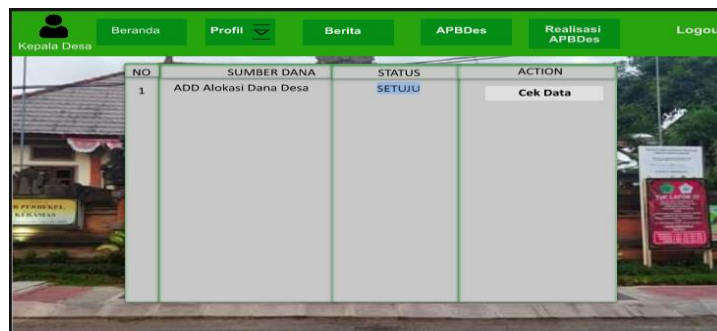 Beranda
Profil
Berita
APBDes
Realisasi
APBDes
Logou
Kepala Desa
NO
SUMBER DANA
STATUS
ACTION
1
ADD Alokasi Dana Desa
SETUJU
Cek Data